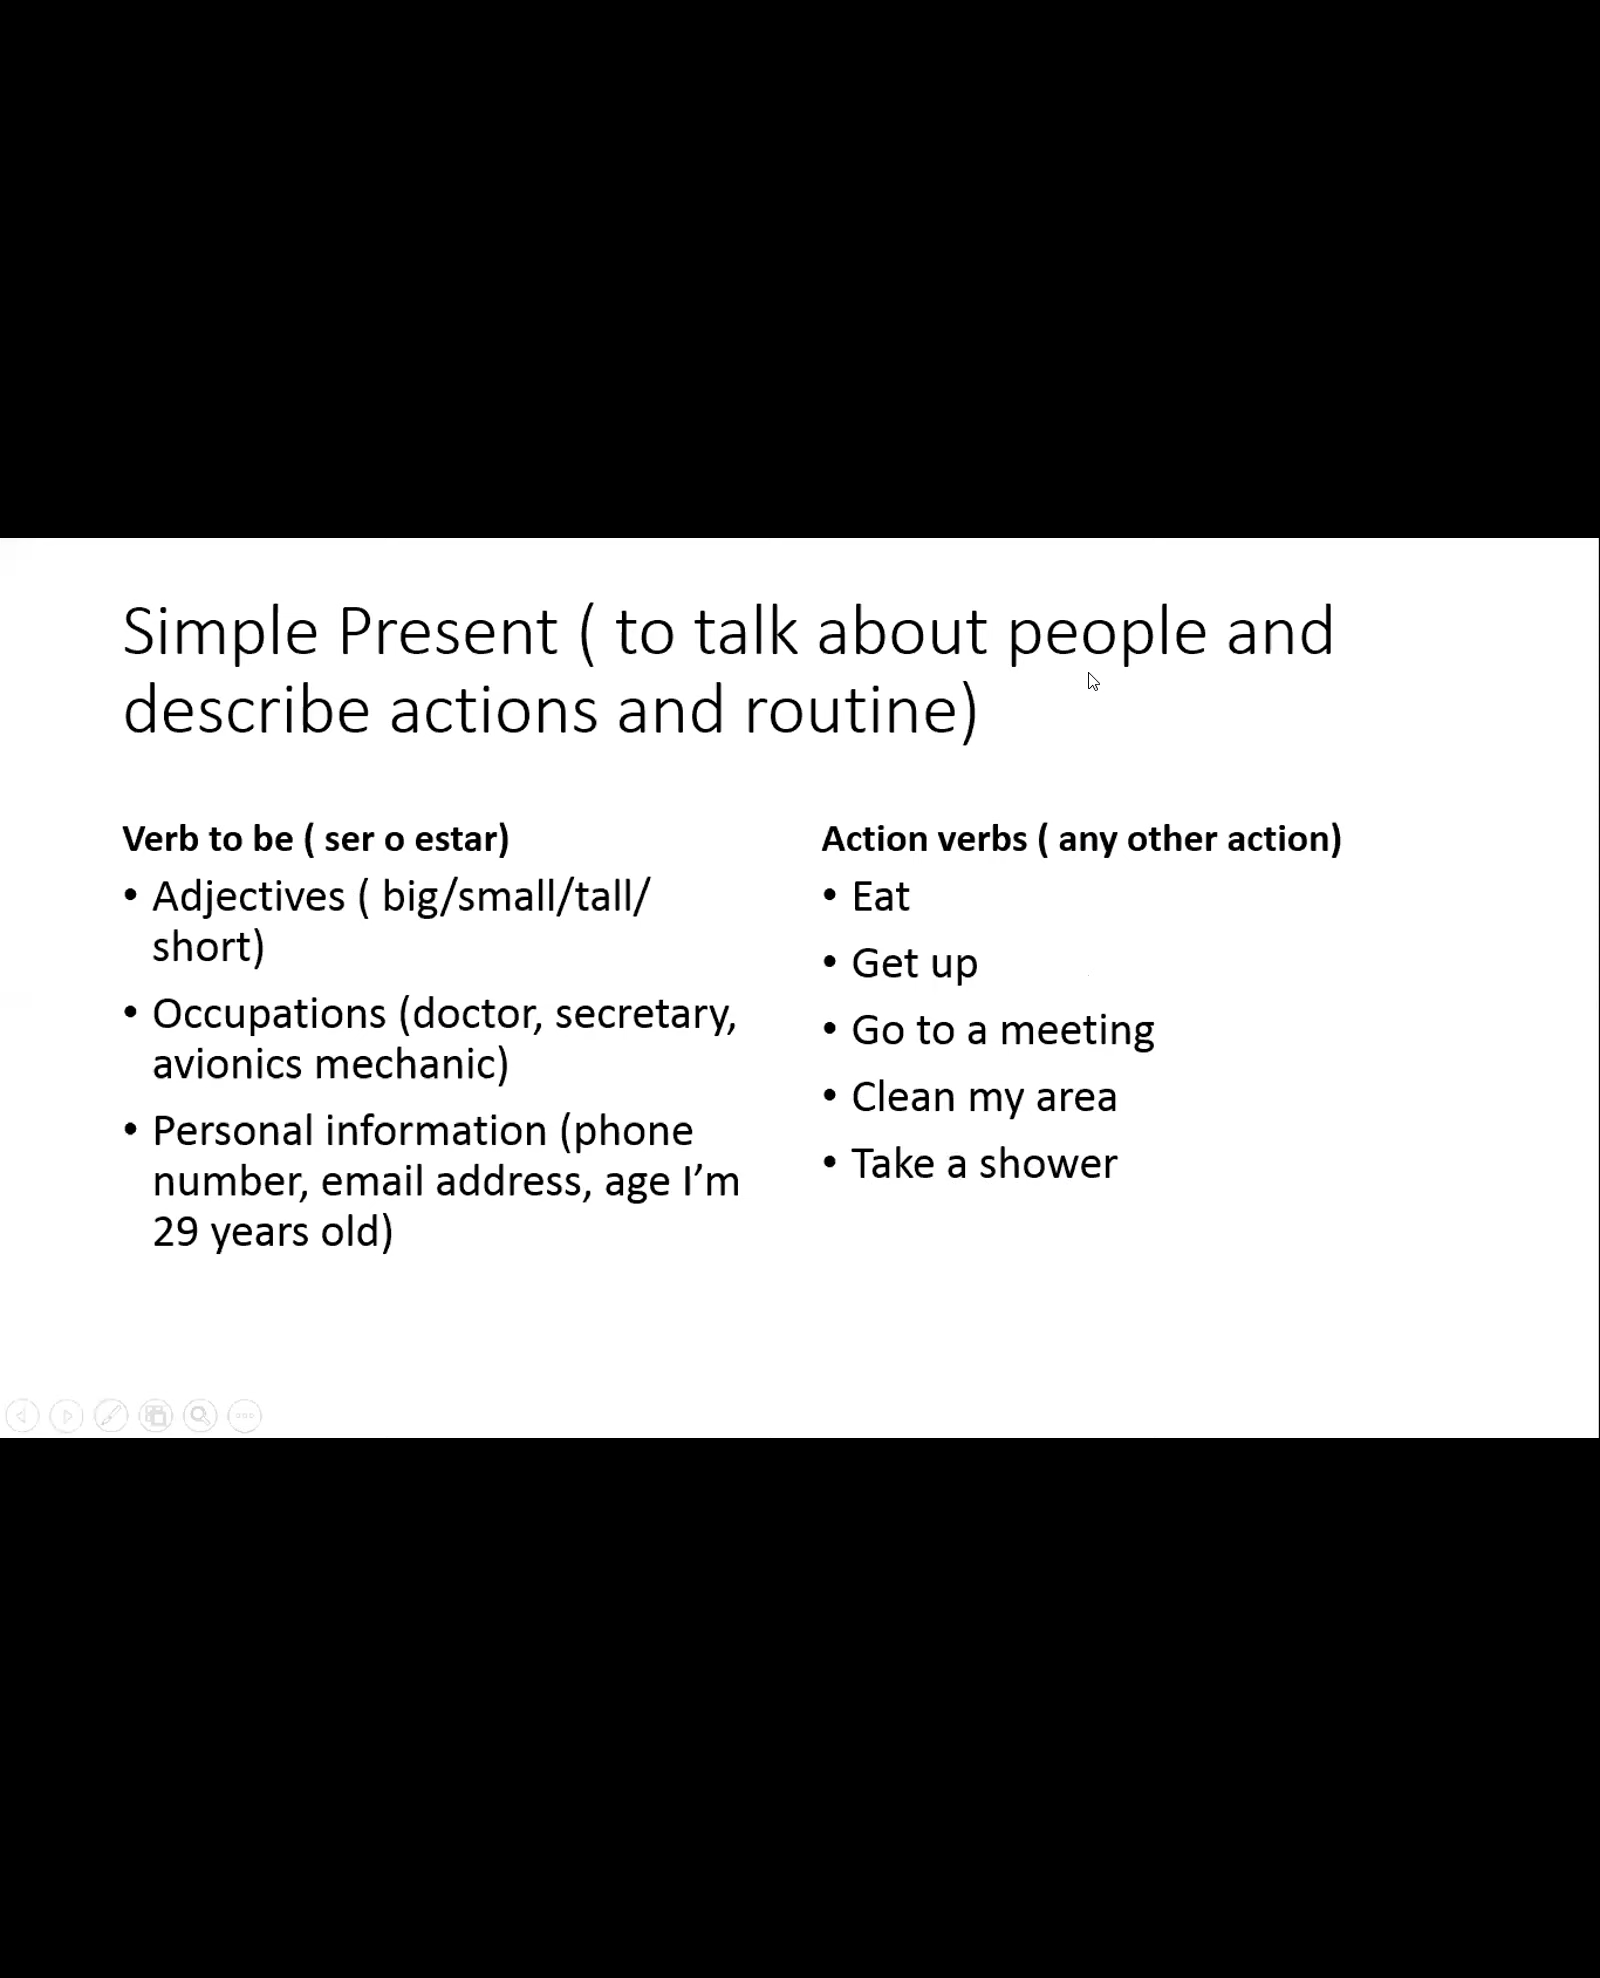 Simple Present ( to talk about people and
describe actions and routine)
Verb to be ( ser o estar)
• Adjectives ( big/small/tall/
short)
• Occupations (doctor, secretary,
avionics mechanic)
• Personal information (phone
number, email address, age I’m
29 years old)
Action verbs ( any other action)
• Eat
• Get up
• Go to a meeting
• Clean my area
• Take a shower